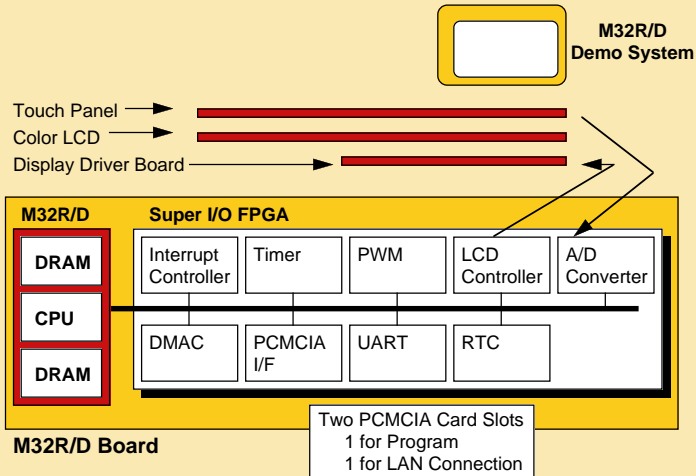 M32R/D
Demo System
Touch Panel
Color LCD
Display Driver Board
M32R/D
Super I/O FPGA
DRAM
CPU
DRAM
Interrupt
Controller
Timer
PWM
LCD
Controller
A/D
Converter
DMAC
PCMCIA
I/F
UART
RTC
M32R/D Board
Two PCMCIA Card Slots
1 for Program
1 for LAN Connection